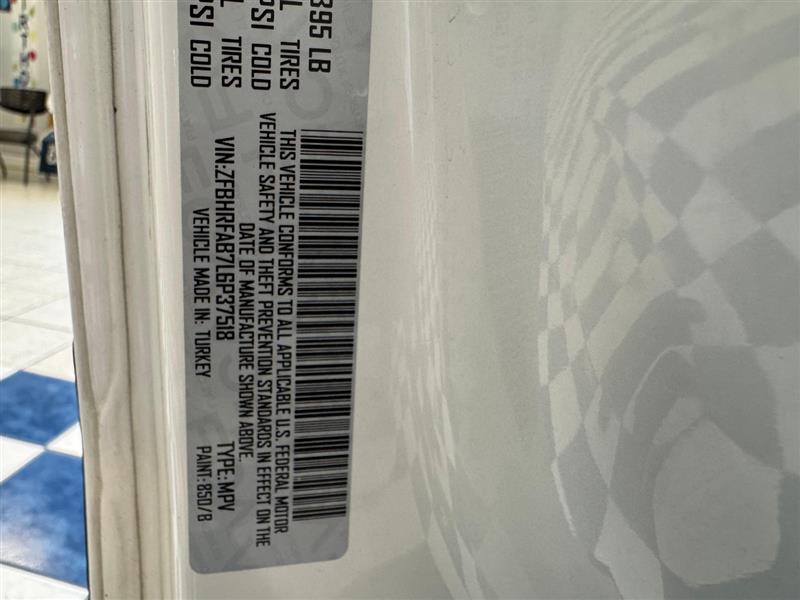 395 LB
TIRES
PSI COLD
TIRES
PSI COLD
THIS VEHICLE CONFORMS TO ALL APPLICABLE U.S. FEDERAL MOTOR
VEHICLE SAFETY AND THEFT PREVENTION STANDARDS IN EFFECT ON THE
DATE OF MANUFACTURE SHOWN ABOVE.
VIN:ZFBHRFAB7L6P37518 TYPE:MPV
VEHICLE MADE IN: TURKEY PAINT:850/B